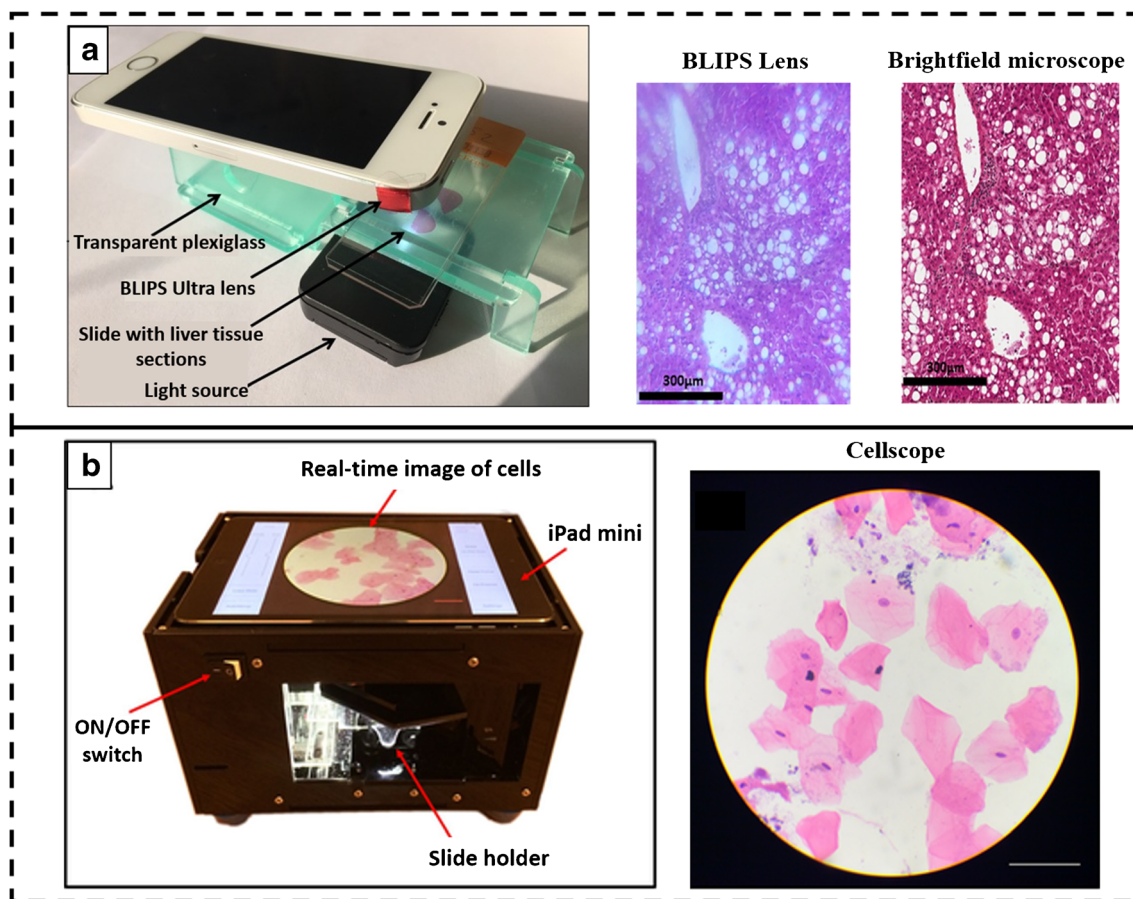 a
BLIPS Lens
Brightfield microscope
Transparent plexiglass
BLIPS Ultra lens
Slide with liver tissue
sections
Light source
300µm
300µm
b
Real-time image of cells
iPad mini
ON/OFF
switch
Slide holder
Cellscope